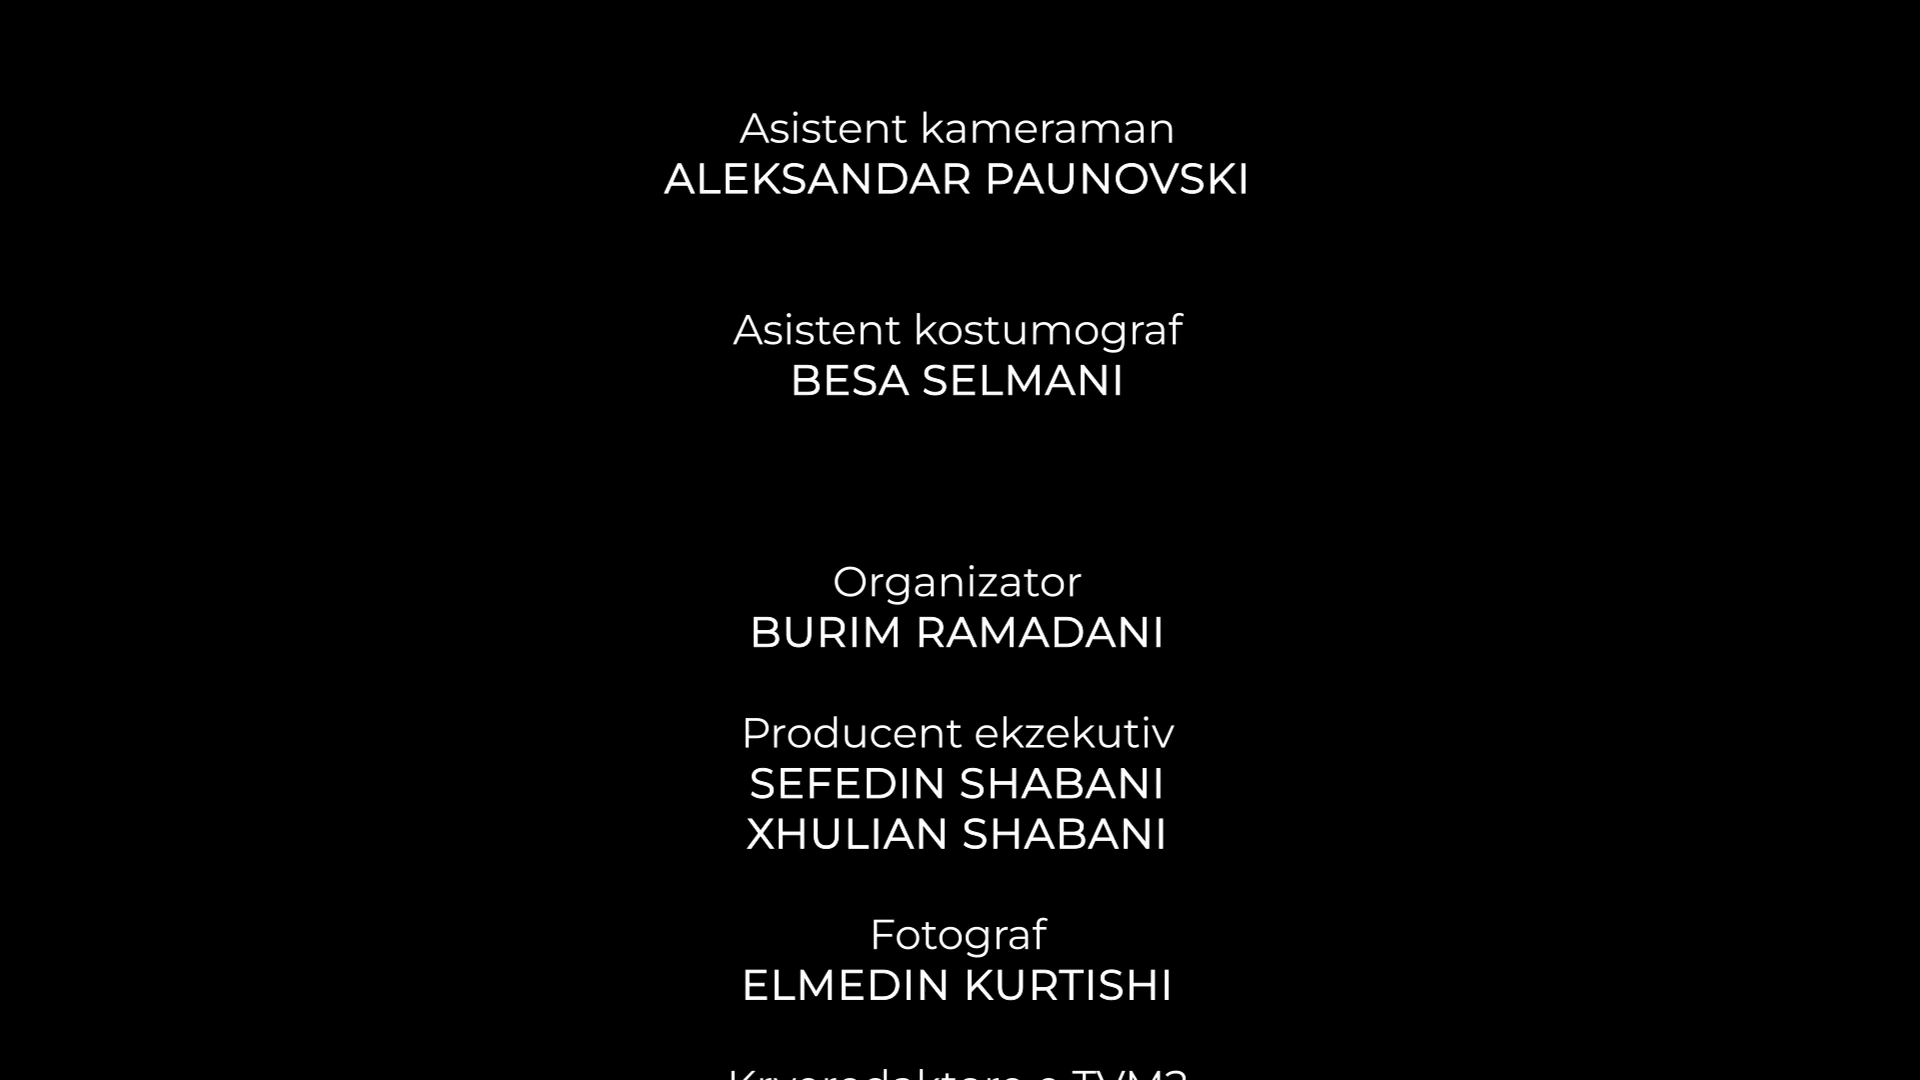 Asistent kameraman
ALEKSANDAR PAUNOVSKI
Asistent kostumograf
BESA SELMANI
Organizator
BURIM RAMADANI
Producent ekzekutiv
SEFEDIN SHABANI
XHULIAN SHABANI
Fotograf
ELMEDIN KURTISHI